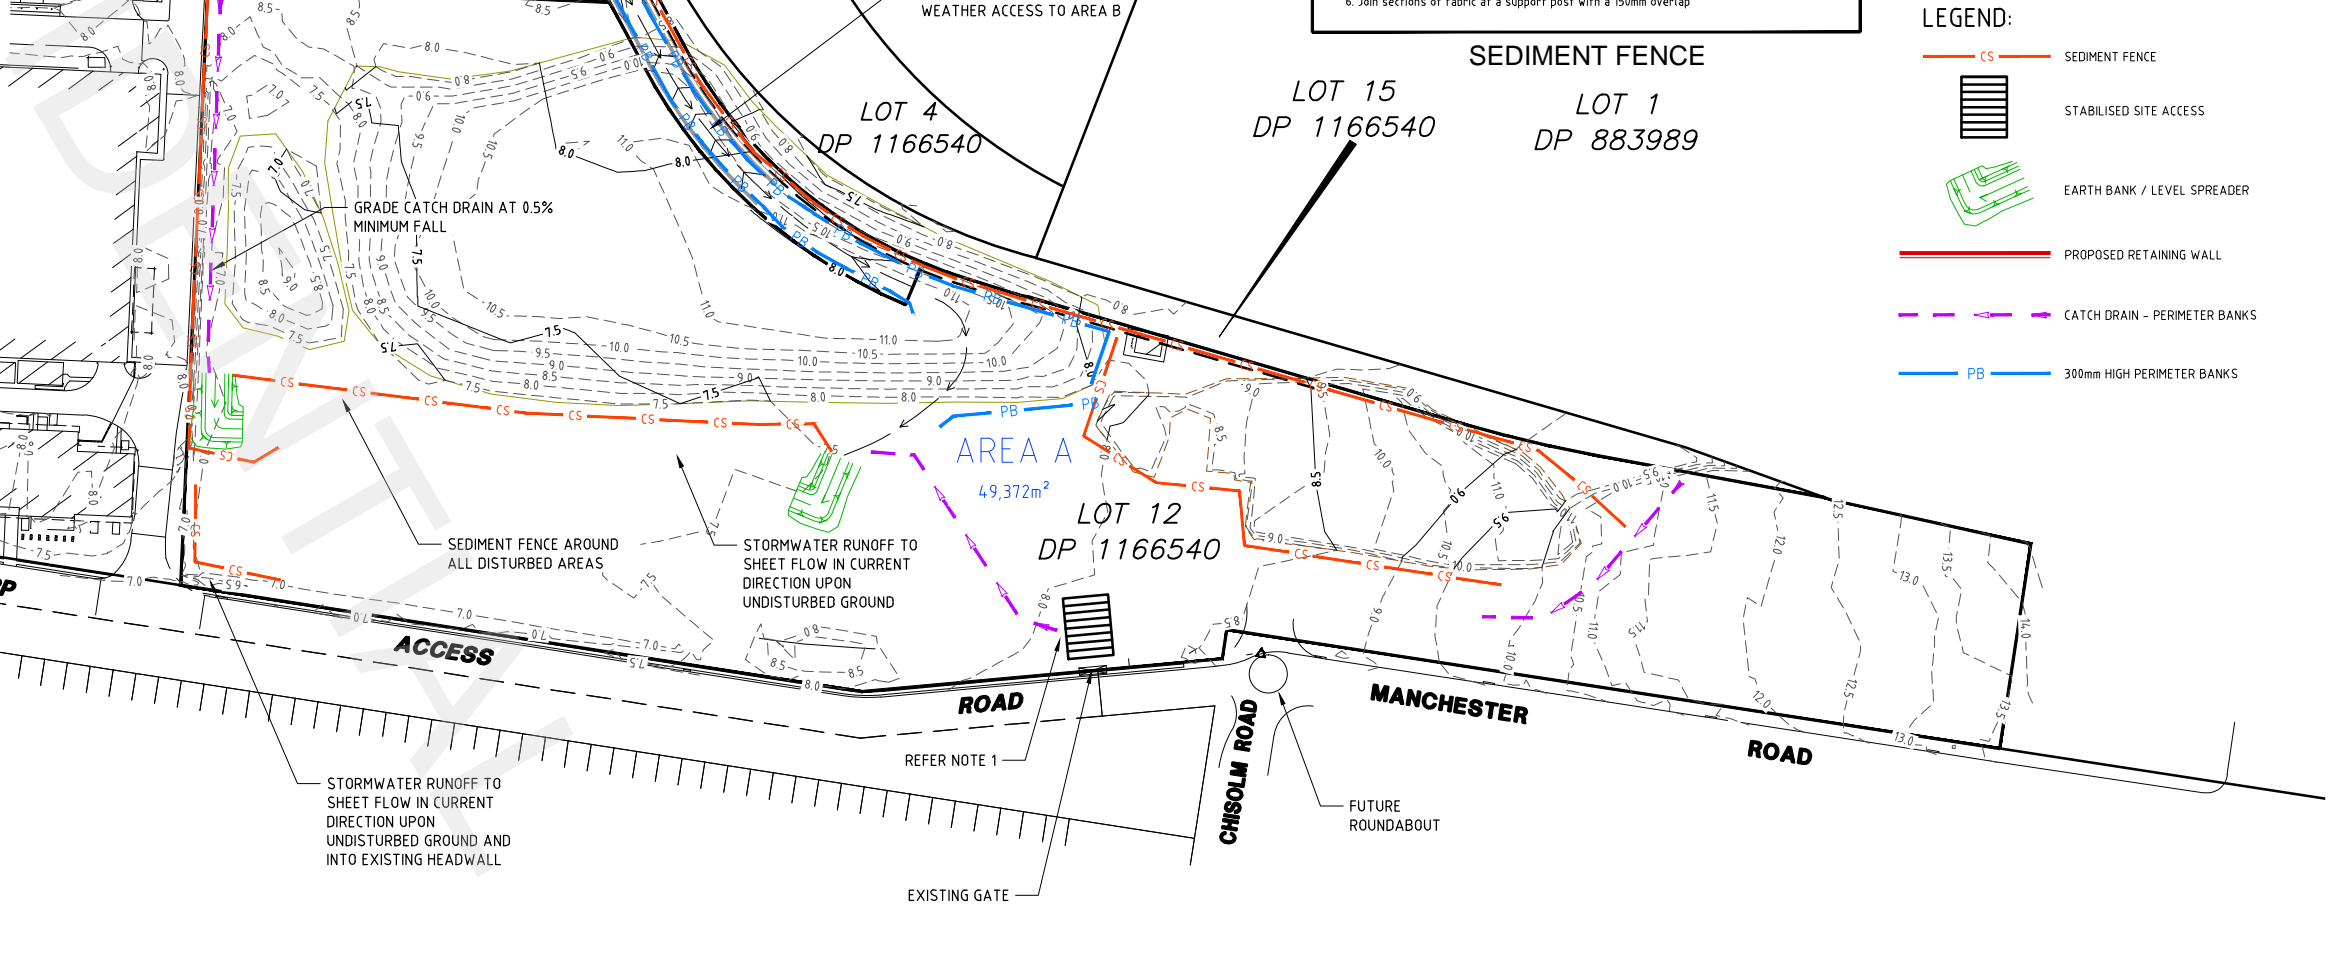 WEATHER ACCESS TO AREA B
6. Join sections of fabric at a support post with a 150mm overlap
SEDIMENT FENCE
LOT 4
DP 1166540
LOT 15
DP 1166540
LOT 1
DP 883989
LEGEND:
CS
SEDIMENT FENCE
STABILISED SITE ACCESS
EARTH BANK / LEVEL SPREADER
PROPOSED RETAINING WALL
CATCH DRAIN - PERIMETER BANKS
PB
300mm HIGH PERIMETER BANKS
GRADE CATCH DRAIN AT 0.5%
MINIMUM FALL
AREA A
49,372m²
LOT 12
DP 1166540
SEDIMENT FENCE AROUND
ALL DISTURBED AREAS
STORMWATER RUNOFF TO
SHEET FLOW IN CURRENT
DIRECTION UPON
UNDISTURBED GROUND
ACCESS
ROAD
MANCHESTER
ROAD
CHISOLM ROAD
REFER NOTE 1
FUTURE
ROUNDABOUT
EXISTING GATE
STORMWATER RUNOFF TO
SHEET FLOW IN CURRENT
DIRECTION UPON
UNDISTURBED GROUND AND
INTO EXISTING HEADWALL
DENTIAL